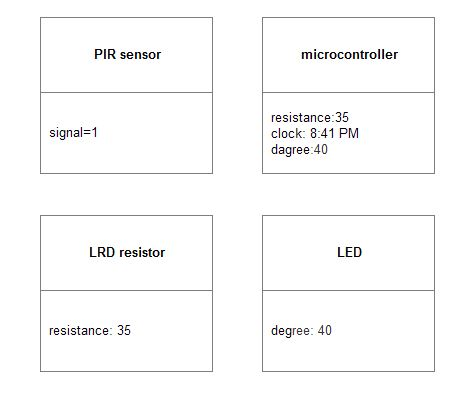 PIR sensor
signal=1
microcontroller
resistance:35
clock: 8:41 PM
dagree:40
LRD resistor
resistance: 35
LED
degree: 40